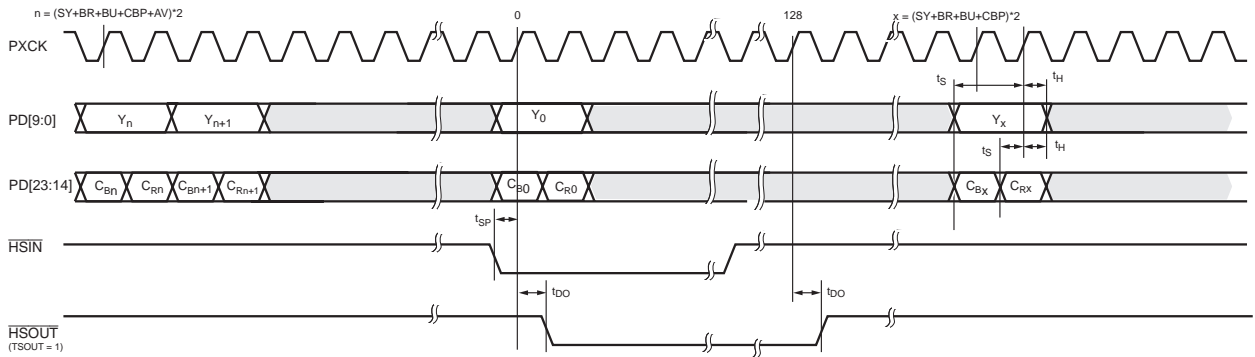 n = (SY+BR+BU+CBP+AV)*2 0 128 x = (SY+BR+BU+CBP)*2
PXCK
tS tH
PD[9:0] Yn Yn+1 Y0 Yx
tS tH
PD[23:14] CBn CRn CBn+1 CRn+1 CB0 CR0 CBx CRx
tSP
HSIN
tDO tDO
HSOUT
(TSOUT = 1)